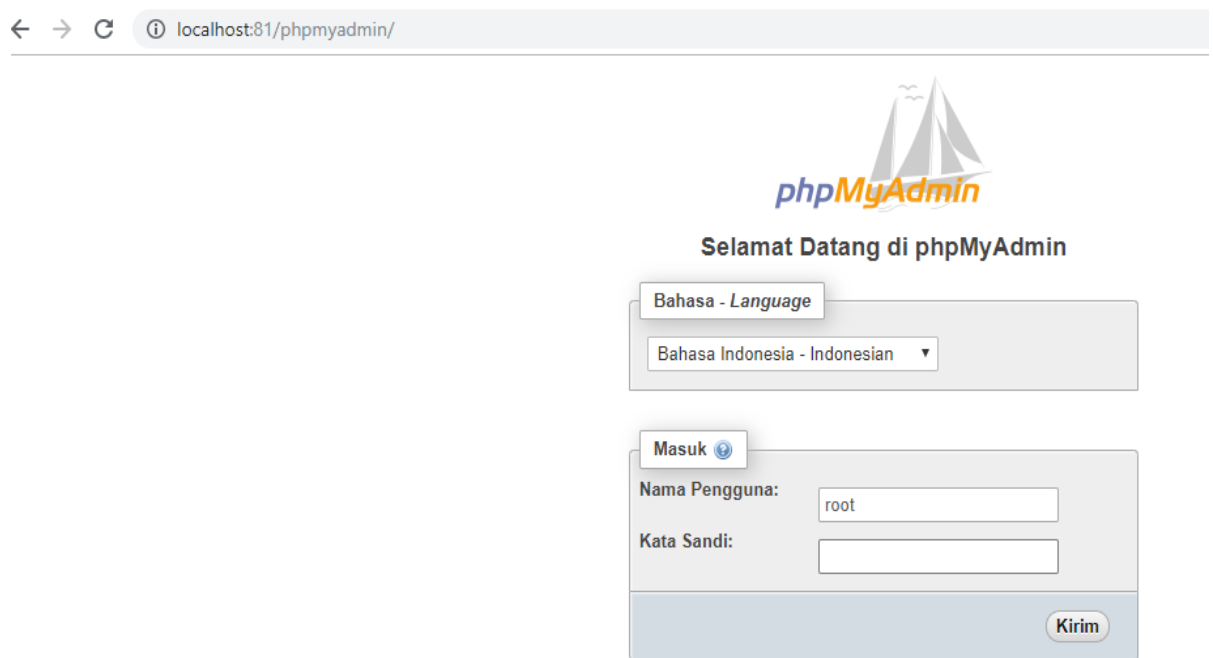 localhost:81/phpmyadmin/
phpMyAdmin
Selamat Datang di phpMyAdmin
Bahasa - Language
Bahasa Indonesia - Indonesian
Masuk
Nama Pengguna:
root
Kata Sandi:
Kirim